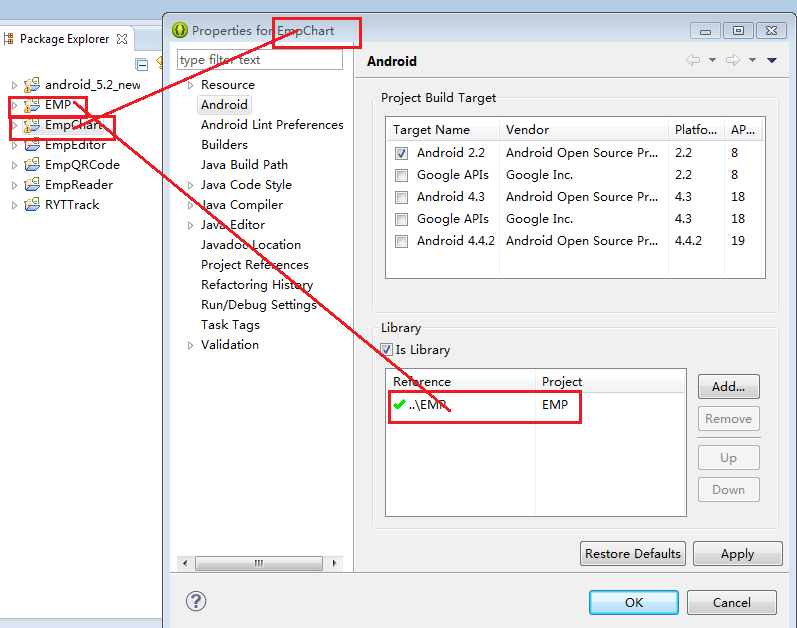 Package Explorer
android_5.2_new
EMP
EmpChart
EmpEditor
EmpQRCode
EmpReader
RYTTrack
Properties for EmpChart
type filter text
Resource
Android
Android Lint Preferences
Builders
Java Build Path
Java Code Style
Java Compiler
Java Editor
Javadoc Location
Project References
Refactoring History
Run/Debug Settings
Task Tags
Validation
Android
Project Build Target
Target Name Vendor Platfo... AP...
Android 2.2 Android Open Source Pr... 2.2 8
Google APIs Google Inc. 2.2 8
Android 4.3 Android Open Source Pr... 4.3 18
Google APIs Google Inc. 4.3 18
Android 4.4.2 Android Open Source Pr... 4.4.2 19
Library
Is Library
Reference Project
..\EMP EMP
Add...
Remove
Up
Down
Restore Defaults Apply
OK Cancel